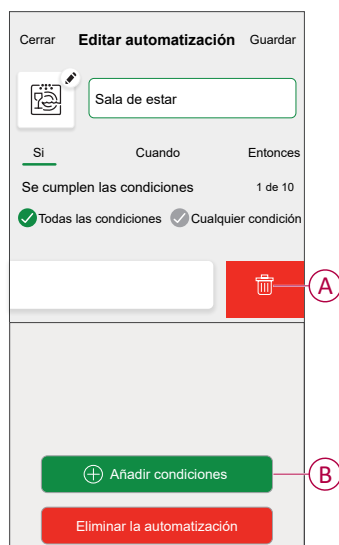 Cerrar Editar automatización Guardar
Sala de estar
Si Cuando Entonces
Se cumplen las condiciones 1 de 10
Todas las condiciones Cualquier condición
A
Añadir condiciones B
Eliminar la automatización